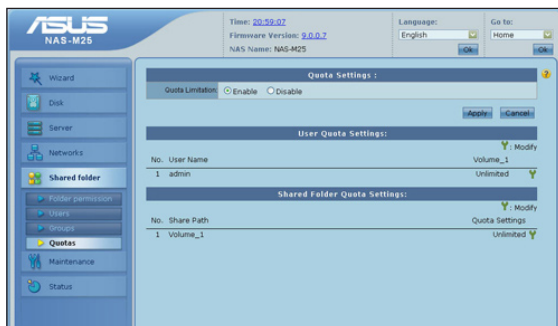 ASUS
NAS-M25
Time: 20:59:07
Firmware Version: 9.0.0.7
NAS Name: NAS-M25
Language:
English
Ok
Go to:
Home
Ok
Wizard
Disk
Server
Networks
Shared folder
Folder permission
Users
Groups
Quotas
Maintenance
Status
Quota Settings :
Quota Limitation: Enable Disable
Apply Cancel
User Quota Settings:
: Modify
No. User Name Volume_1
1 admin Unlimited
Shared Folder Quota Settings:
: Modify
No. Share Path Quota Settings
1 Volume_1 Unlimited